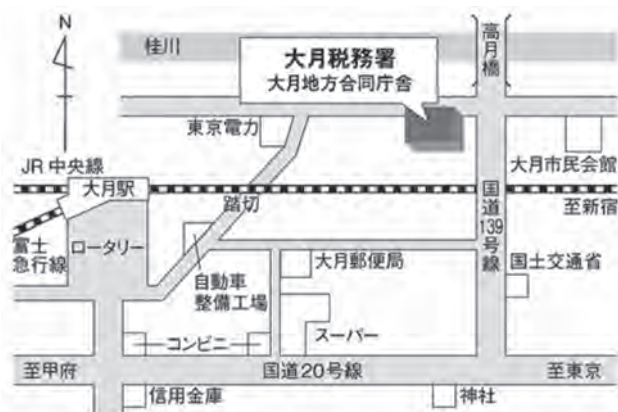 N
桂川
大月税務署
大月地方合同庁舎
高月橋
東京電力
大月市民会館
JR中央線
大月駅
踏切
至新宿
富士
急行線
ロータリー
国道139号線
自動車
整備工場
大月郵便局
国土交通省
コンビニ
スーパー
至甲府
国道20号線
至東京
信用金庫
神社